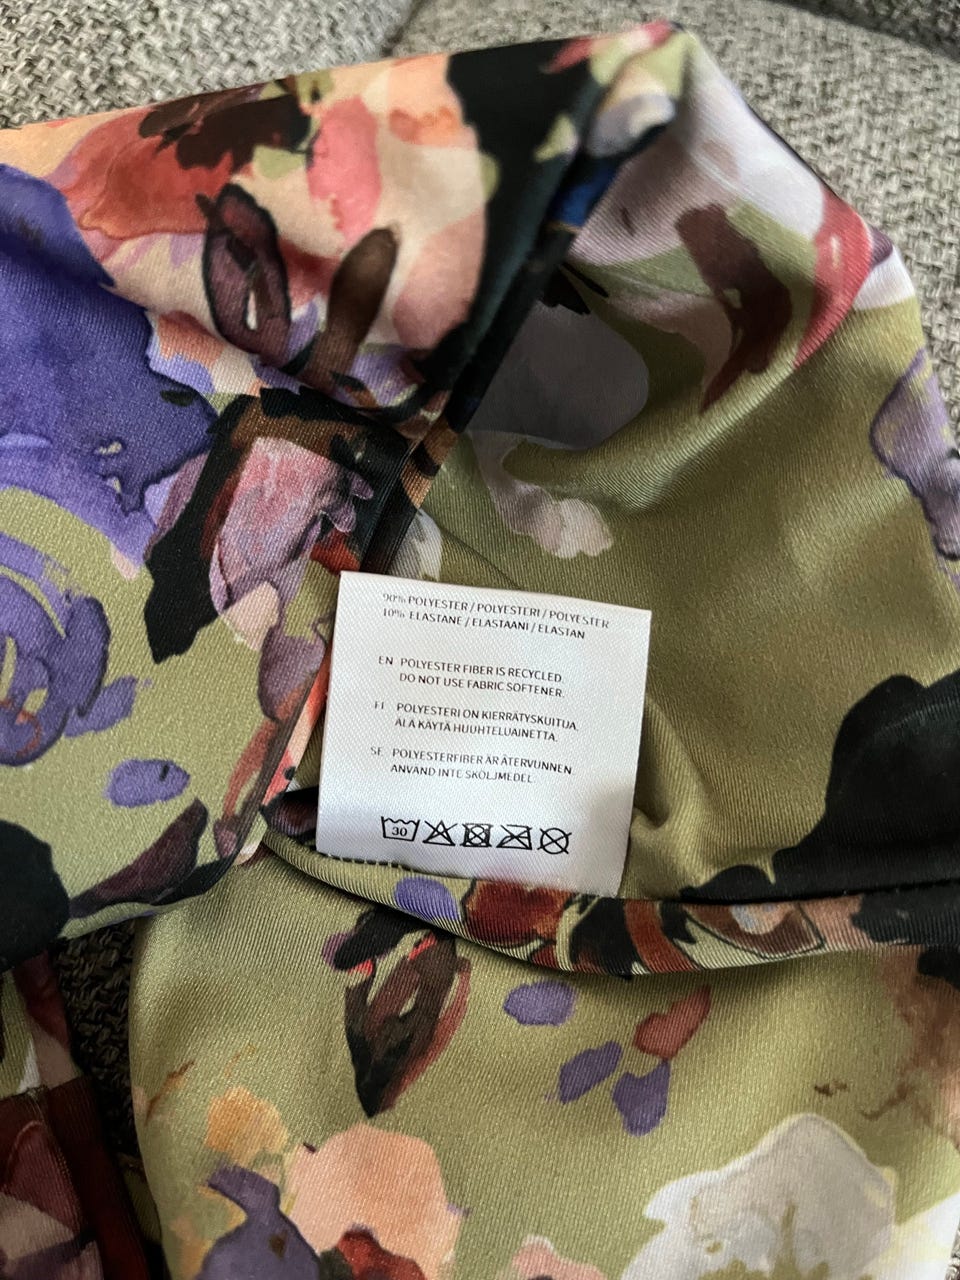 90% POLYESTER / POLYESTERI / POLYESTER
10% ELASTANE / ELASTAANI / ELASTAN
EN POLYESTER FIBER IS RECYCLED.
DO NOT USE FABRIC SOFTENER.
FI POLYESTERI ON KIERRÄTYSKUITUA.
ÄLÄ KÄYTÄ HUUHTELUAINETTA.
SE POLYESTERFIBER ÄR ÅTERVUNNEN.
ANVÄND INTE SKÖLJMEDEL.
30